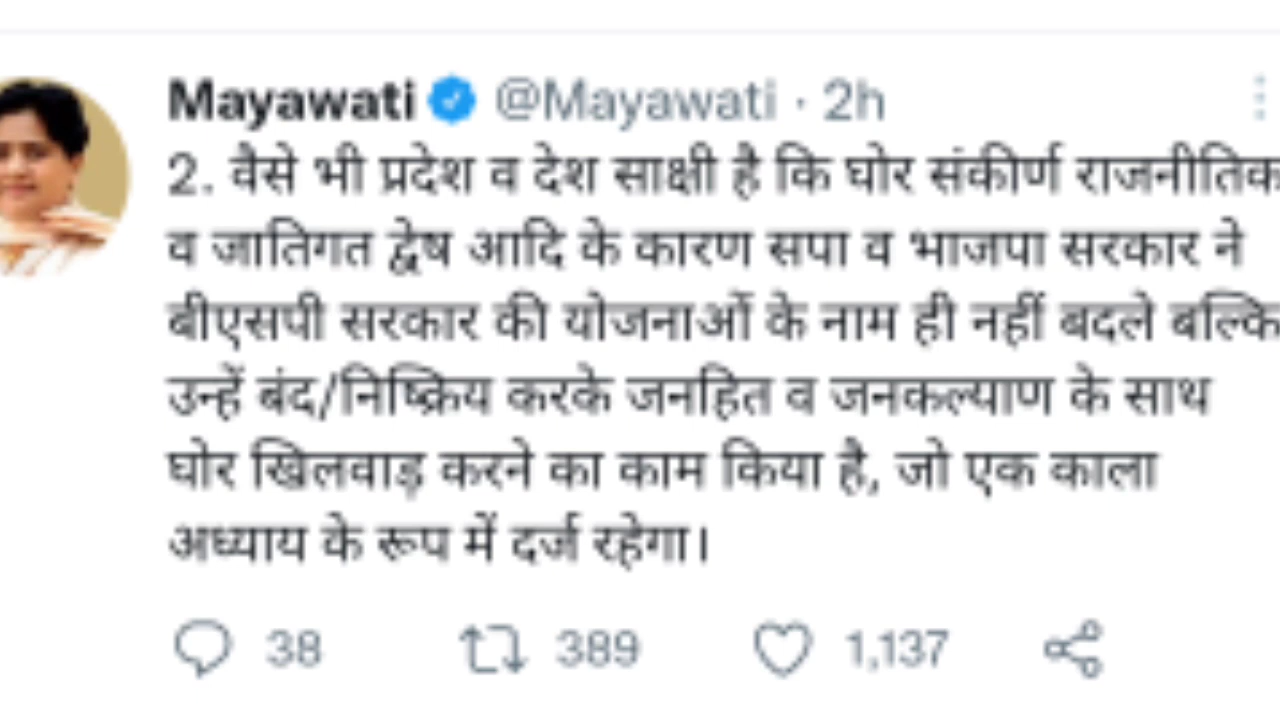 Mayawati @Mayawati · 2h
2. वैसे भी प्रदेश व देश साक्षी है कि घोर संकीर्ण राजनीतिक
व जातिगत द्वेष आदि के कारण सपा व भाजपा सरकार ने
बीएसपी सरकार की योजनाओं के नाम ही नहीं बदले बल्कि
उन्हें बंद/निष्क्रिय करके जनहित व जनकल्याण के साथ
घोर खिलवाड़ करने का काम किया है, जो एक काला
अध्याय के रूप में दर्ज रहेगा।
38 389 1,137